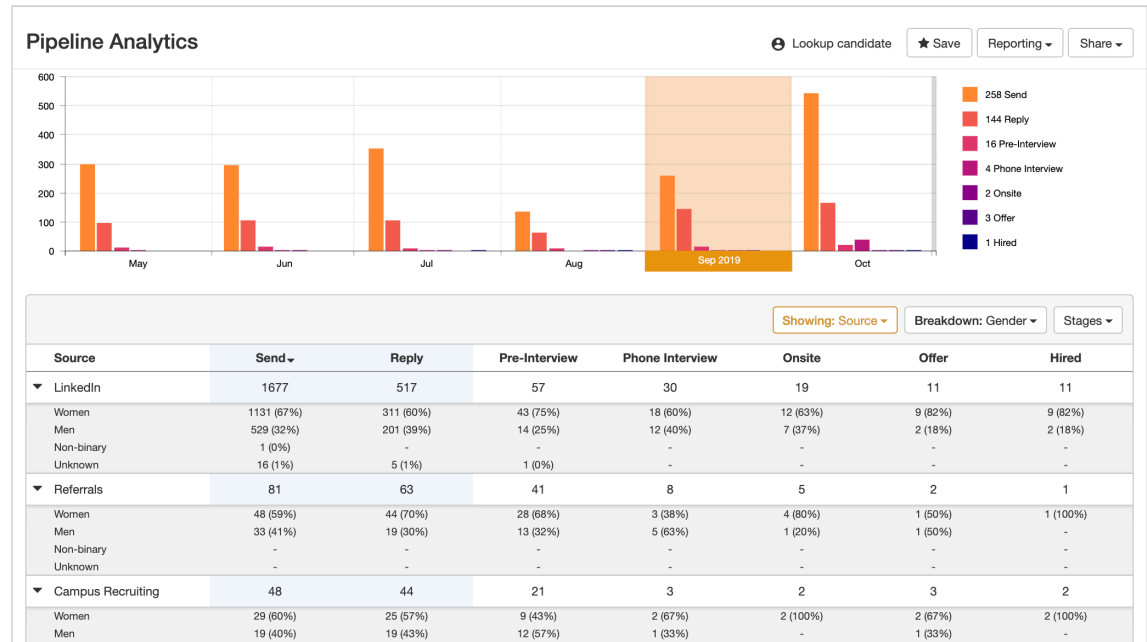 Pipeline Analytics
Lookup candidate
Save
Reporting
Share
600
500
400
300
200
100
0
May
Jun
Jul
Aug
Sep 2019
Oct
258 Send
144 Reply
16 Pre-Interview
4 Phone Interview
2 Onsite
3 Offer
1 Hired
Showing: Source
Breakdown: Gender
Stages
Source Send Reply Pre-Interview Phone Interview Onsite Offer Hired
LinkedIn 1677 517 57 30 19 11 11
Women 1131 (67%) 311 (60%) 43 (75%) 18 (60%) 12 (63%) 9 (82%) 9 (82%)
Men 529 (32%) 201 (39%) 14 (25%) 12 (40%) 7 (37%) 2 (18%) 2 (18%)
Non-binary 1 (0%) - - - - - -
Unknown 16 (1%) 5 (1%) 1 (0%) - - - -
Referrals 81 63 41 8 5 2 1
Women 48 (59%) 44 (70%) 28 (68%) 3 (38%) 4 (80%) 1 (50%) 1 (100%)
Men 33 (41%) 19 (30%) 13 (32%) 5 (63%) 1 (20%) 1 (50%) -
Non-binary - - - - - - -
Unknown - - - - - - -
Campus Recruiting 48 44 21 3 2 3 2
Women 29 (60%) 25 (57%) 9 (43%) 2 (67%) 2 (100%) 2 (67%) 2 (100%)
Men 19 (40%) 19 (43%) 12 (57%) 1 (33%) - 1 (33%) -